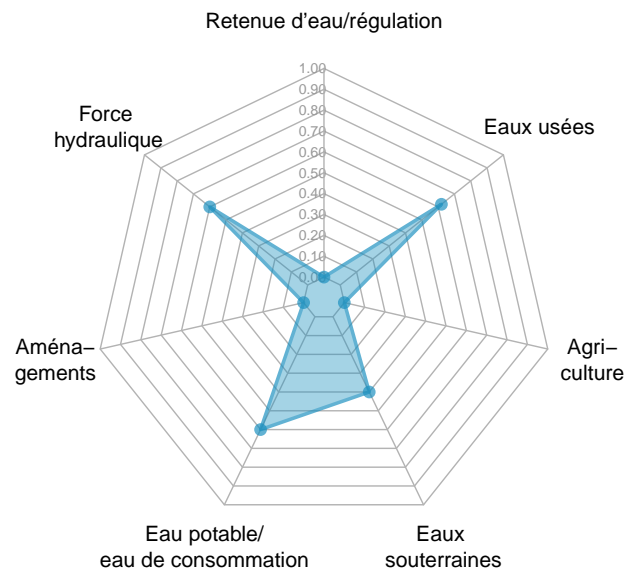 Retenue d'eau/régulation
1.00
0.90
0.80
0.70
0.60
0.50
0.40
0.30
0.20
0.10
0.00
Force
hydraulique
Eaux usées
Aména–
gements
Agri–
culture
Eau potable/
eau de consommation
Eaux
souterraines